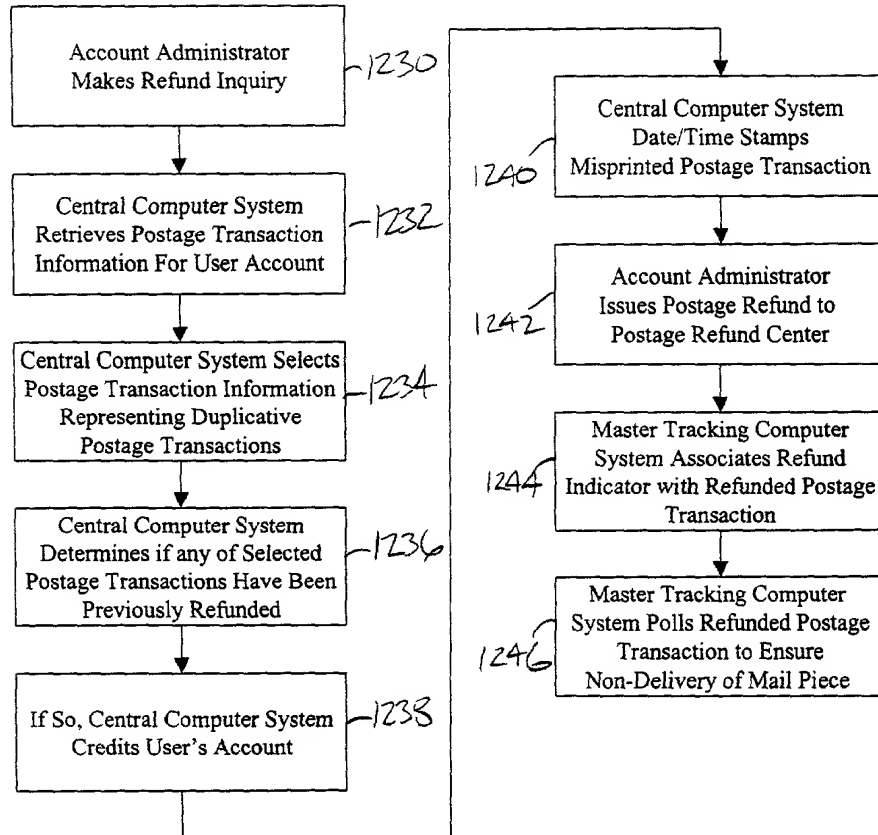 Account Administrator
Makes Refund Inquiry
1230
Central Computer System
Retrieves Postage Transaction
Information For User Account
1232
Central Computer System Selects
Postage Transaction Information
Representing Duplicative
Postage Transactions
1234
Central Computer System
Determines if any of Selected
Postage Transactions Have Been
Previously Refunded
1236
If So, Central Computer System
Credits User's Account
1238
Central Computer System
Date/Time Stamps
Misprinted Postage Transaction
1240
Account Administrator
Issues Postage Refund to
Postage Refund Center
1242
Master Tracking Computer
System Associates Refund
Indicator with Refunded Postage
Transaction
1244
Master Tracking Computer
System Polls Refunded Postage
Transaction to Ensure
Non-Delivery of Mail Piece
1246